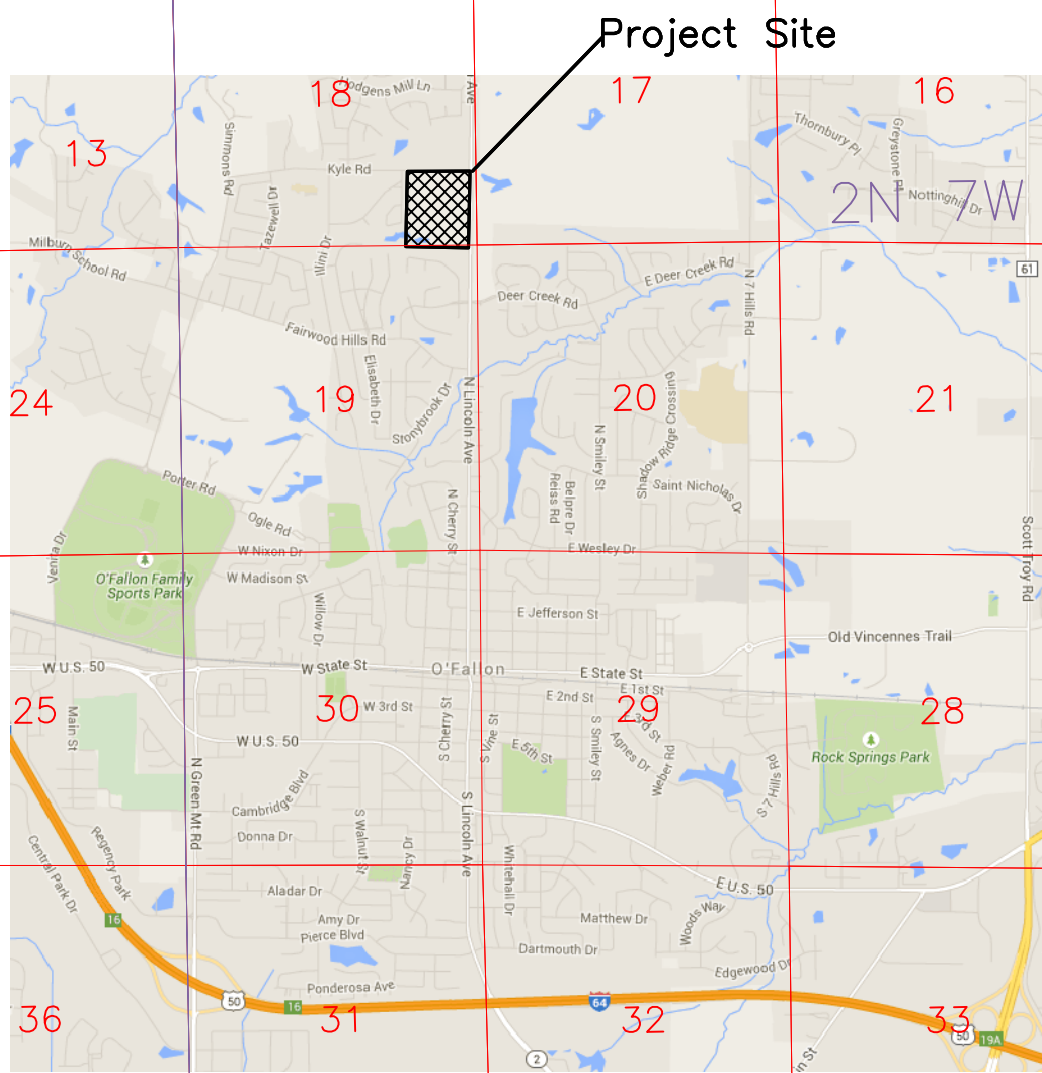 Project Site
Ave
Hodgens Mill Ln
18
17
16
13
Simmons Rd
Thornbury Pl
Greystone Pl
Kyle Rd
Tazewell Dr
Nottinghill Dr
2N 7W
Illini Dr
Milburn School Rd
61
E Deer Creek Rd
N 7 Hills Rd
Deer Creek Rd
Fairwood Hills Rd
Elisabeth Dr
Stonybrook Dr
N Lincoln Ave
24
19
20
21
Shadow Ridge Crossing
N Smiley St
Saint Nicholas Dr
Porter Rd
Reiss Rd
Belpre Dr
N Cherry St
Ogle Rd
Scott Troy Rd
Venita Dr
W Nixon Dr
E Wesley Dr
O'Fallon Family
Sports Park
W Madison St
Willow Dr
E Jefferson St
Old Vincennes Trail
W U.S. 50
W State St
O'Fallon
E State St
E 1st St
E 2nd St
25
30
29
28
W 3rd St
E 3rd St
Main St
S Cherry St
S Vine St
S Smiley St
Agnes Dr
W U.S. 50
E 5th St
Weber Rd
S 7 Hills Rd
Rock Springs Park
N Green Mt Rd
Cambridge Blvd
S Lincoln Ave
Donna Dr
S Walnut St
Nancy Dr
Regency Park
Central Park Dr
Whitehall Dr
Aladar Dr
E U.S. 50
Amy Dr
Pierce Blvd
Matthew Dr
Woods Way
16
Dartmouth Dr
Edgewood Dr
Ponderosa Ave
50
16
64
36
31
32
33
50
19A
2
in St